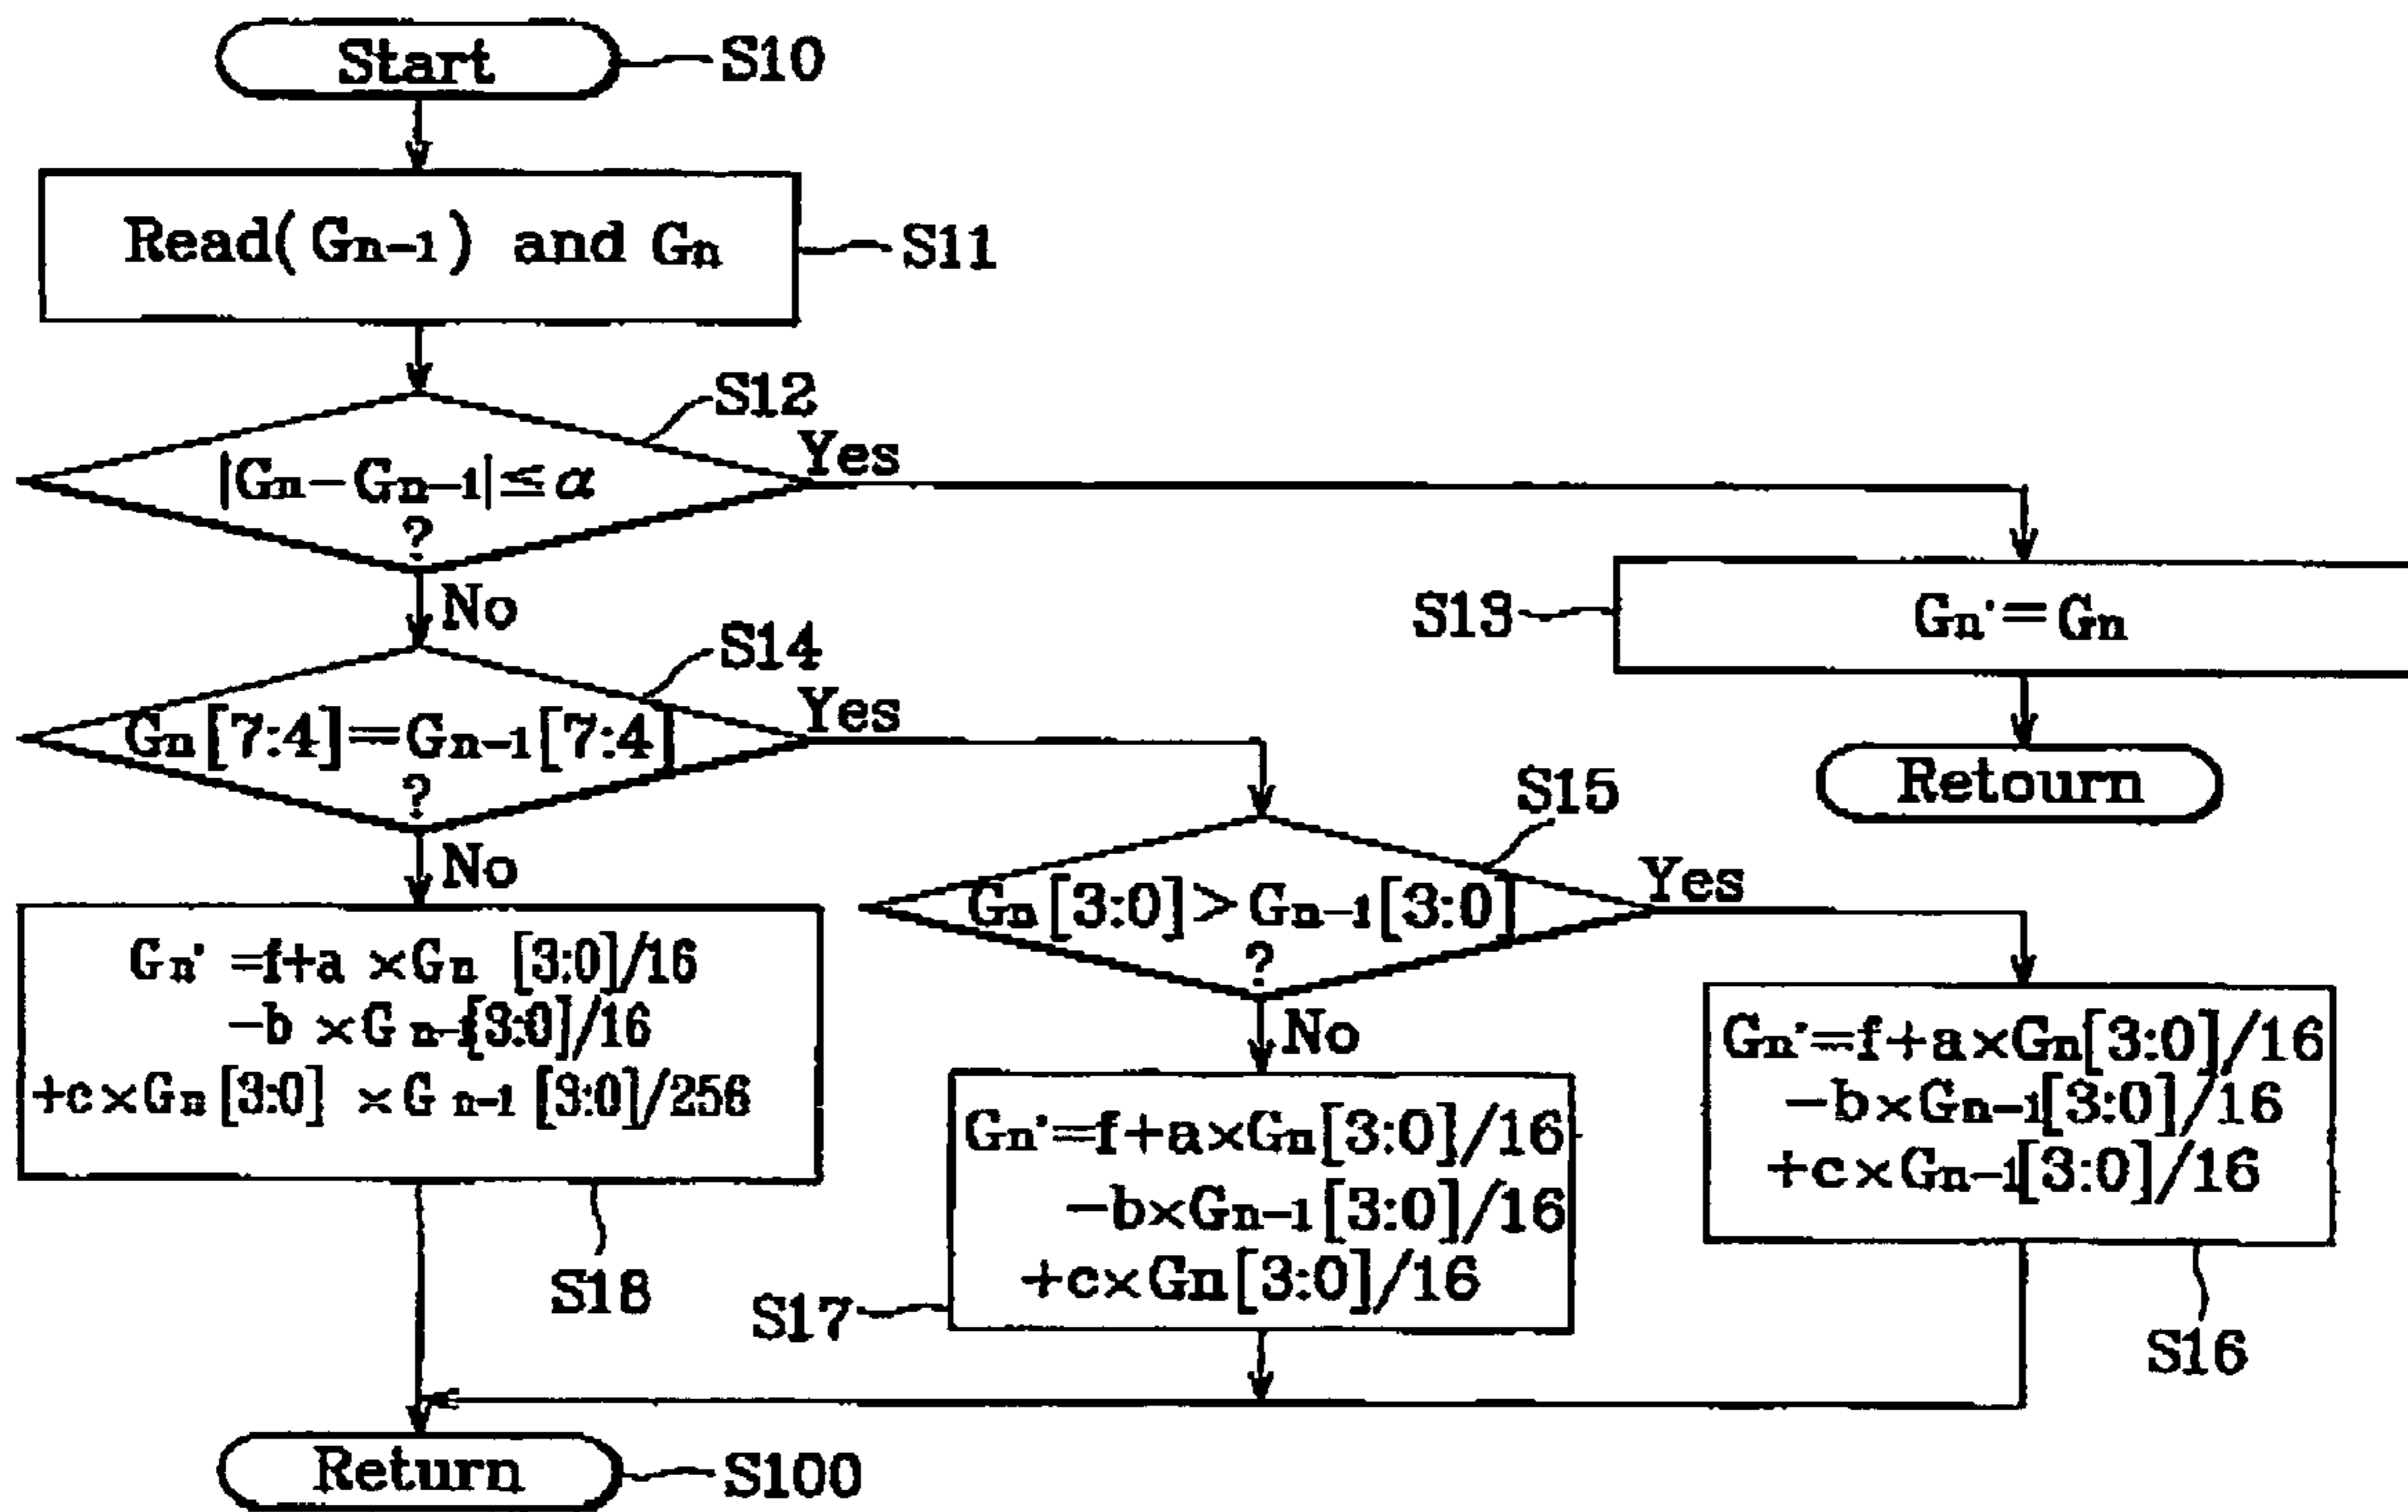 Start
S10
Read(Gn-1) and Gn
S11
S12
|Gn-Gn-1|≤α
?
Yes
No
S13
Gn'=Gn
Retourn
S14
Gn[7:4]=Gn-1[7:4]
?
Yes
No
S15
Gn[3:0]>Gn-1[3:0]
?
Yes
No
Gn'=f+a×Gn[3:0]/16
-b×Gn-1[3:0]/16
+c×Gn-1[3:0]/16
S16
Gn'=f+a×Gn[3:0]/16
-b×Gn-1[3:0]/16
+c×Gn[3:0]/16
S17
Gn' =f+a ×Gn [3:0]/16
-b ×G n-1[3:0]/16
+c×Gn[3:0] ×G n-1 [3:0]/256
S18
Return
S100